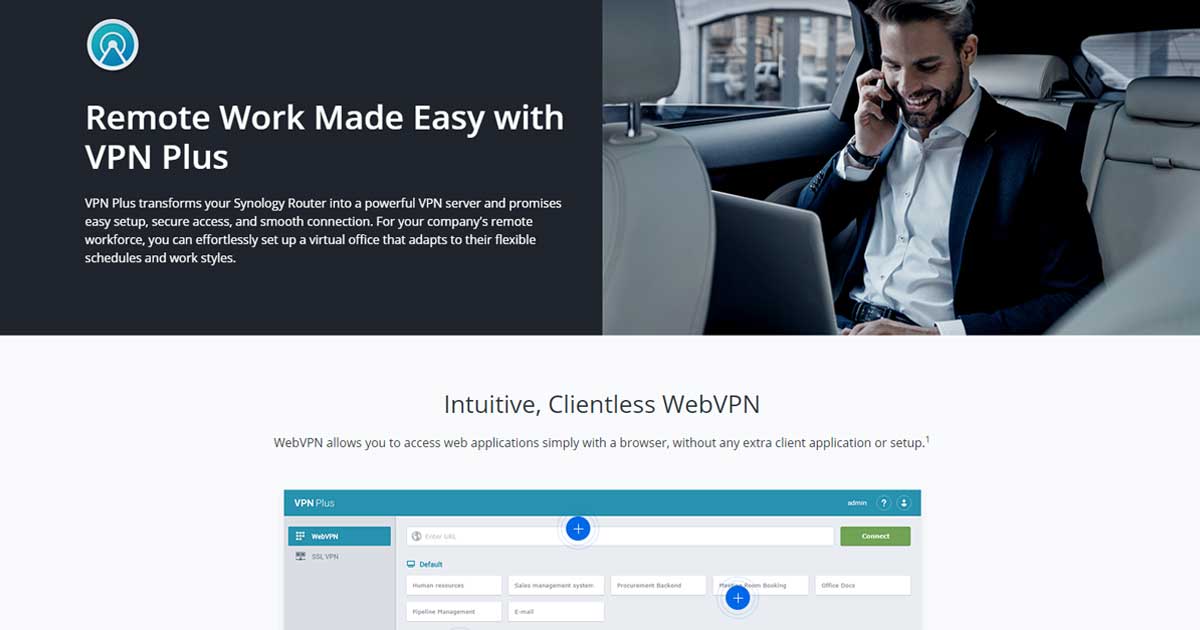 Remote Work Made Easy with
VPN Plus
VPN Plus transforms your Synology Router into a powerful VPN server and promises
easy setup, secure access, and smooth connection. For your company's remote
workforce, you can effortlessly set up a virtual office that adapts to their flexible
schedules and work styles.
Intuitive, Clientless WebVPN
WebVPN allows you to access web applications simply with a browser, without any extra client application or setup.1
VPN Plus
admin ?
WebVPN
Enter URL
Connect
SSL VPN
Default
Human resources
Sales management system
Procurement Backend
Meeting Room Booking
Office Docs
Pipeline Management
E-mail